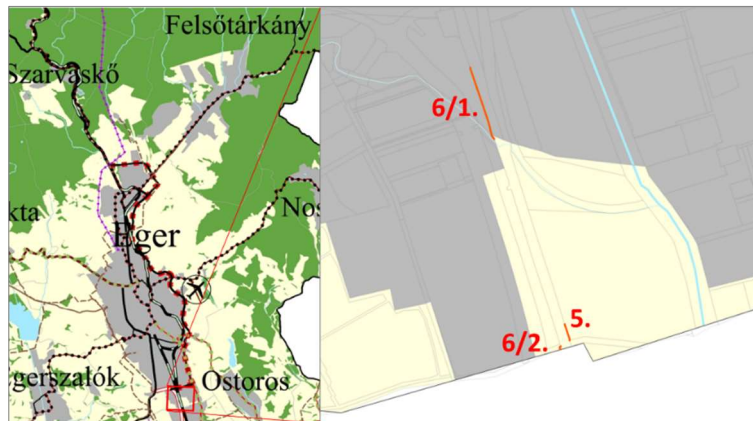 Felsőtárkány
Szarvaskő
kta
Nos
Eger
gerszalók
Ostoros
6/1.
5.
6/2.